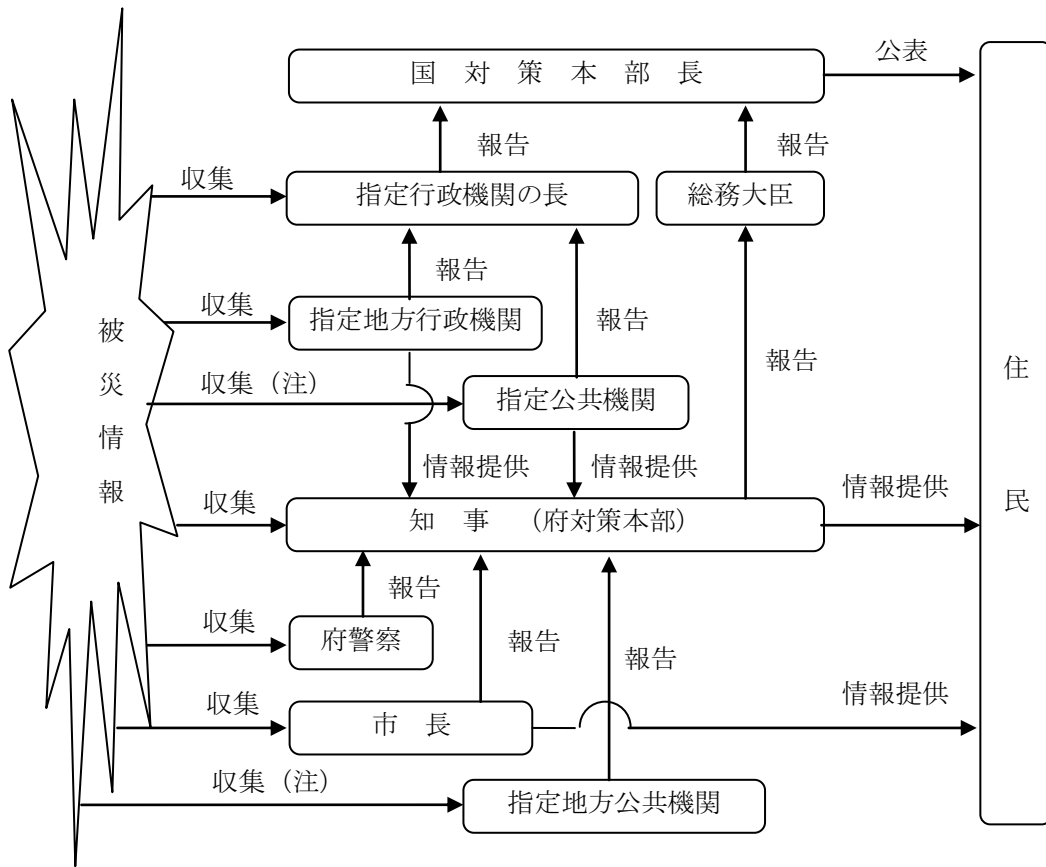 公表
国 対 策 本 部 長
報告
報告
収集
指定行政機関の長
総務大臣
報告
収集
指定地方行政機関
報告
報告
被災情報
住民
収集（注）
指定公共機関
情報提供
情報提供
情報提供
収集
知 事 （府対策本部）
報告
収集
府警察
報告
報告
収集
市 長
情報提供
収集（注）
指定地方公共機関